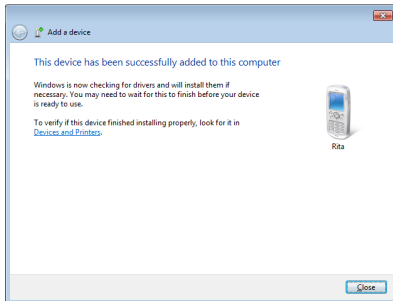 Add a device
This device has been successfully added to this computer
Windows is now checking for drivers and will install them if
necessary. You may need to wait for this to finish before your device
is ready to use.
To verify if this device finished installing properly, look for it in
Devices and Printers.
Rita
Close